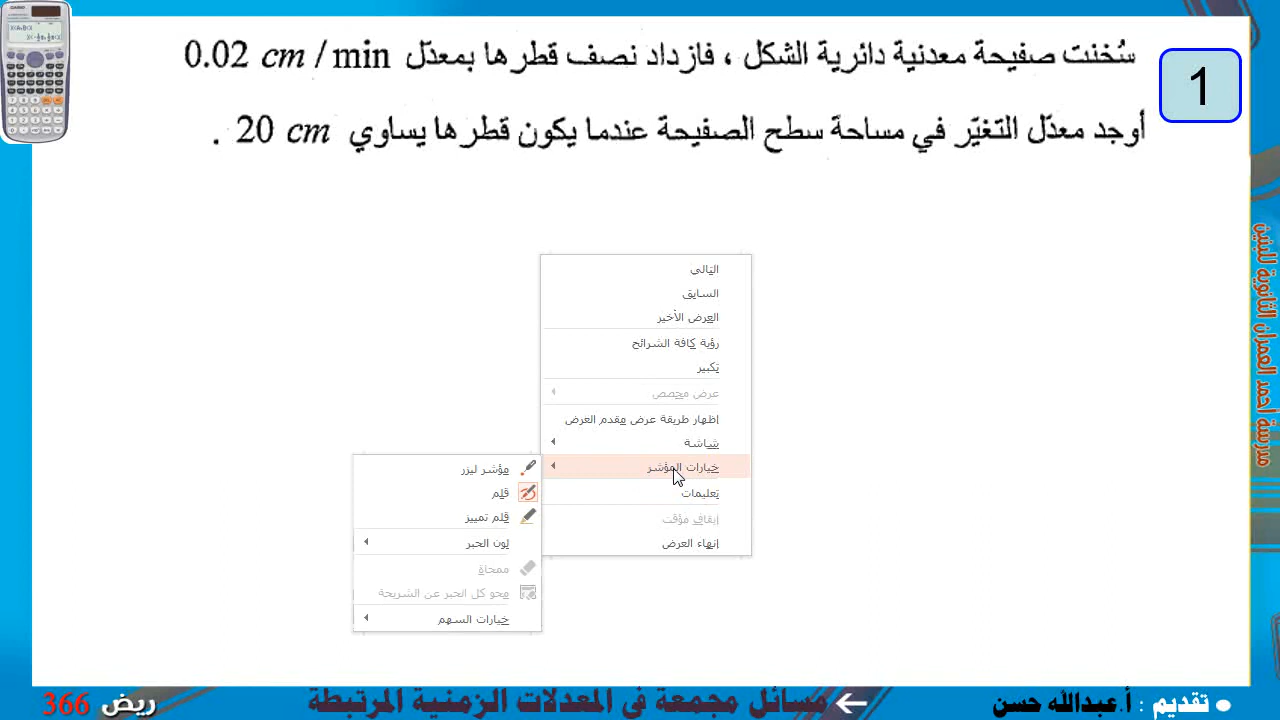 سُخنت صفيحة معدنية دائرية الشكل ، فازداد نصف قطرها بمعدّل 0.02 cm / min
أوجد معدّل التغيّر في مساحة سطح الصفيحة عندما يكون قطرها يساوي 20 cm .
1
التالي
السابق
العرض الأخير
رؤية كافة الشرائح
تكبير
عرض مخصص
إظهار طريقة عرض مقدم العرض
شاشة
خيارات المؤشر
تعليمات
إيقاف مؤقت
إنهاء العرض
مؤشر ليزر
قلم
قلم تمييز
لون الحبر
ممحاة
محو كل الحبر عن الشريحة
خيارات السهم
مدرسة أحمد العمران الثانوية للبنين
تقديم : أ.عبدالله حسن
مسائل مجمعة في المعدلات الزمنية المرتبطة
ريض 366
CASIO